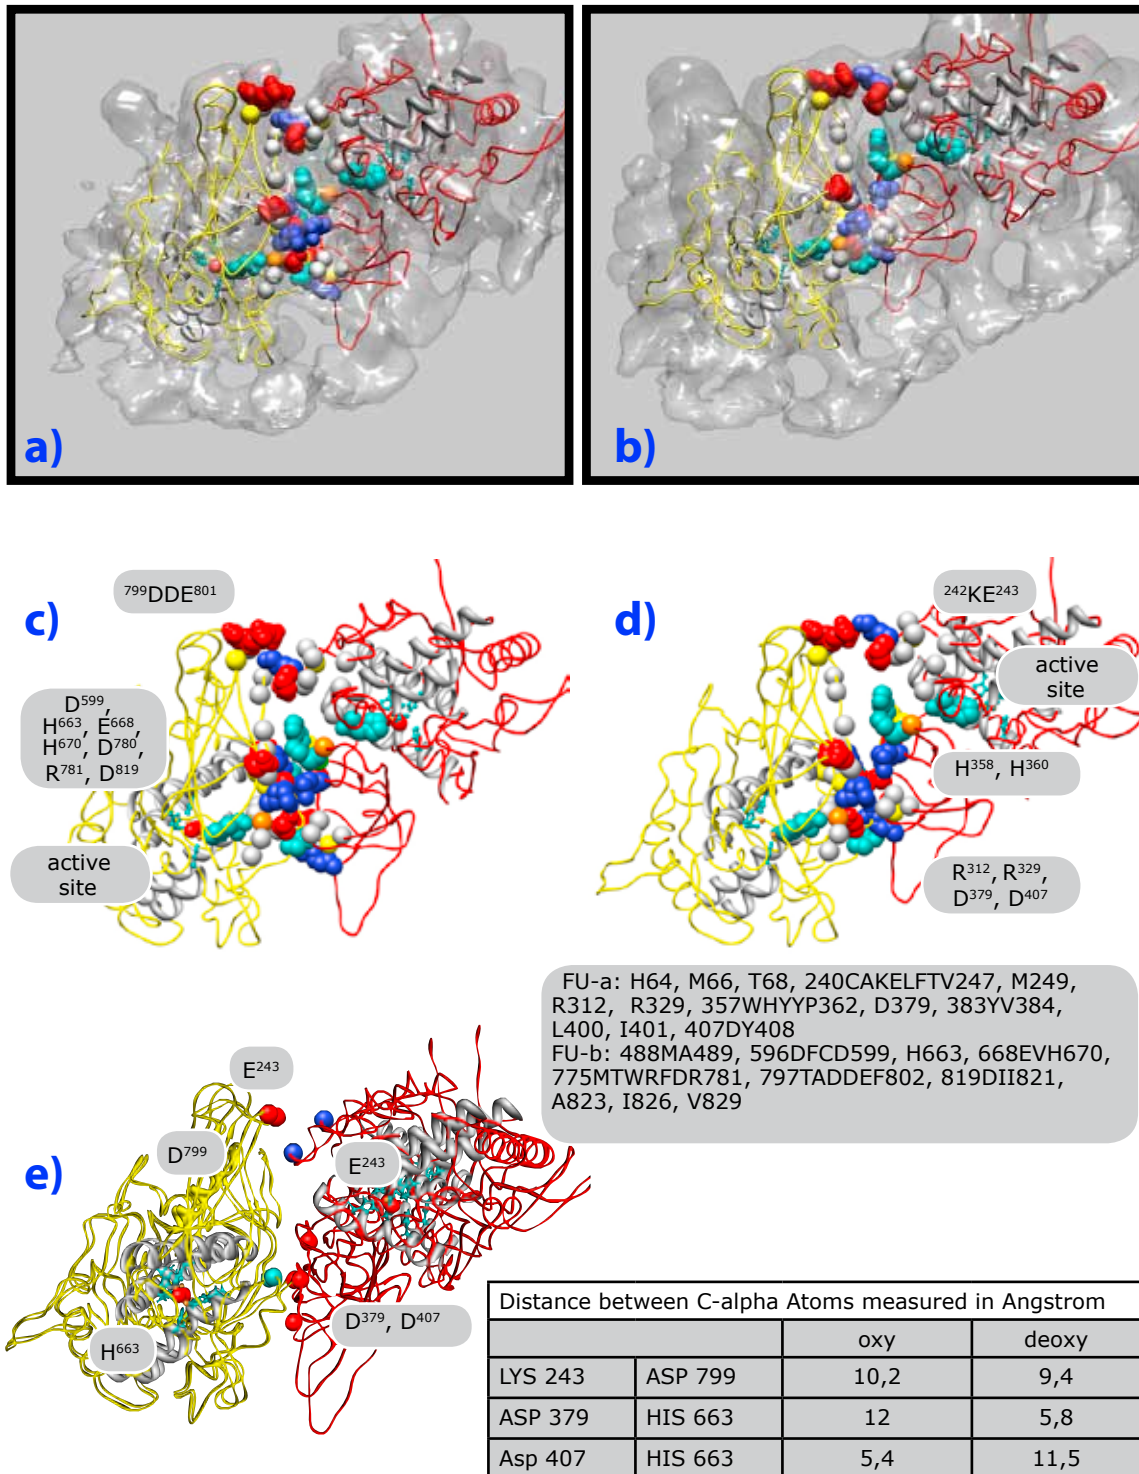 a)
b)
c)
⁷⁹⁹DDE⁸⁰¹
D⁵⁹⁹,
H⁶⁶³, E⁶⁶⁸,
H⁶⁷⁰, D⁷⁸⁰,
R⁷⁸¹, D⁸¹⁹
active
site
d)
²⁴²KE²⁴³
active
site
H³⁵⁸, H³⁶⁰
R³¹², R³²⁹,
D³⁷⁹, D⁴⁰⁷
FU-a: H64, M66, T68, 240CAKELFTV247, M249,
R312, R329, 357WHYYP362, D379, 383YV384,
L400, I401, 407DY408
FU-b: 488MA489, 596DFCD599, H663, 668EVH670,
775MTWRFDR781, 797TADDEF802, 819DII821,
A823, I826, V829
e)
E²⁴³
D⁷⁹⁹
E²⁴³
D³⁷⁹, D⁴⁰⁷
H⁶⁶³
Distance between C-alpha Atoms measured in Angstrom
oxy deoxy
LYS 243 ASP 799 10,2 9,4
ASP 379 HIS 663 12 5,8
Asp 407 HIS 663 5,4 11,5